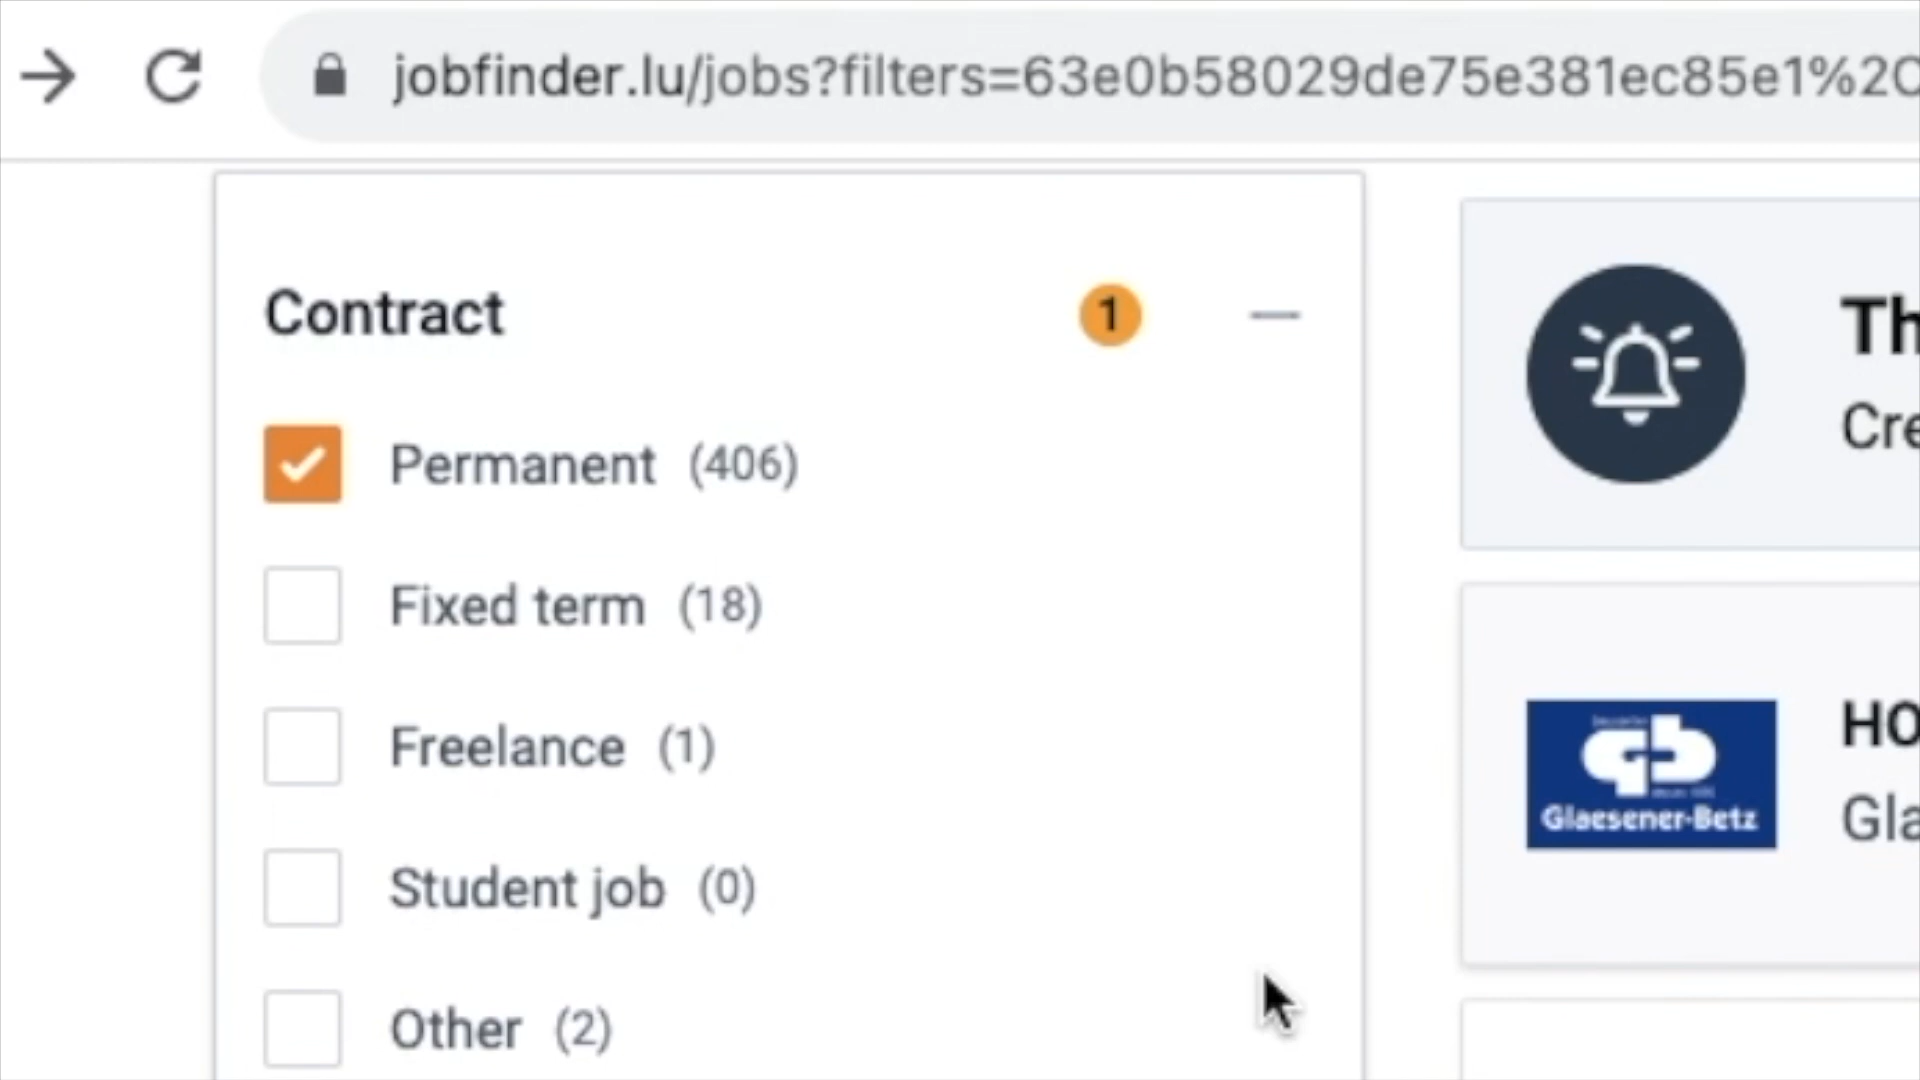 jobfinder.lu/jobs?filters=63e0b58029de75e381ec85e1%2C
Contract 1
Permanent (406)
Fixed term (18)
Freelance (1)
Student job (0)
Other (2)
Th
Cre
Glaesener-Betz
HO
Gla